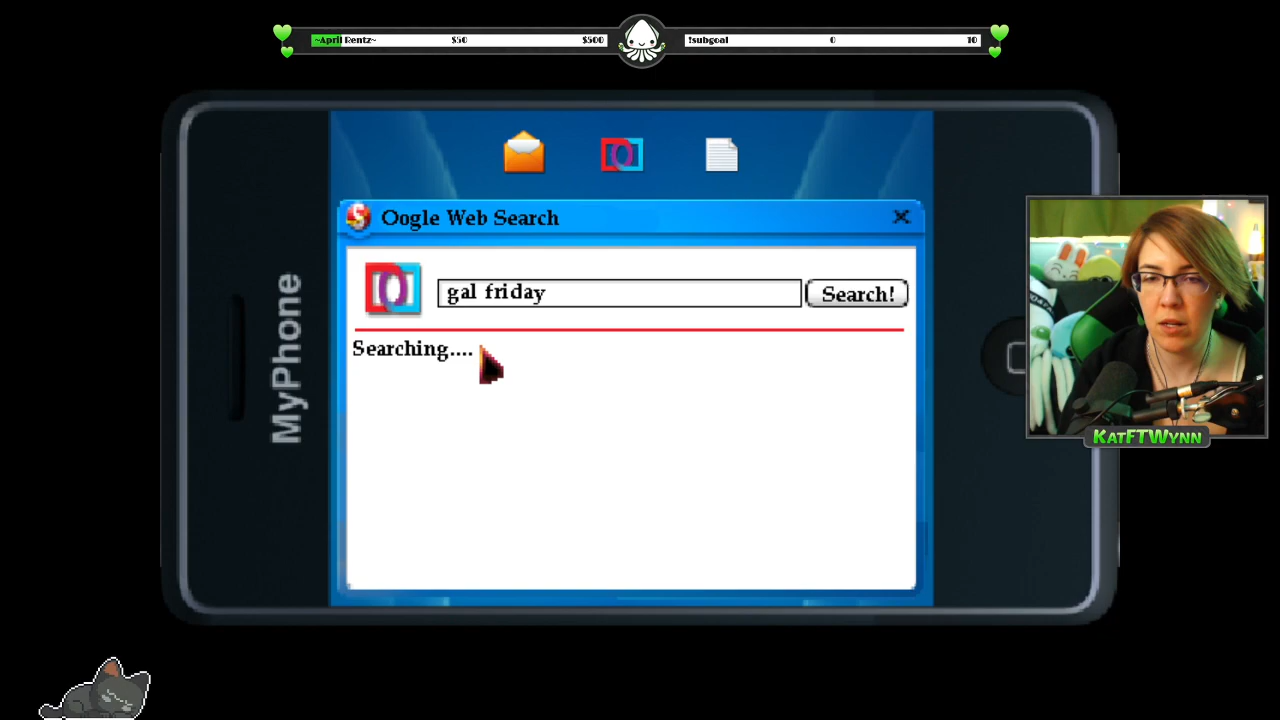 ~April Rentz~ $50 $500
!subgoal 0 10
Oogle Web Search
gal friday
Search!
Searching....
MyPhone
KatFTWynn